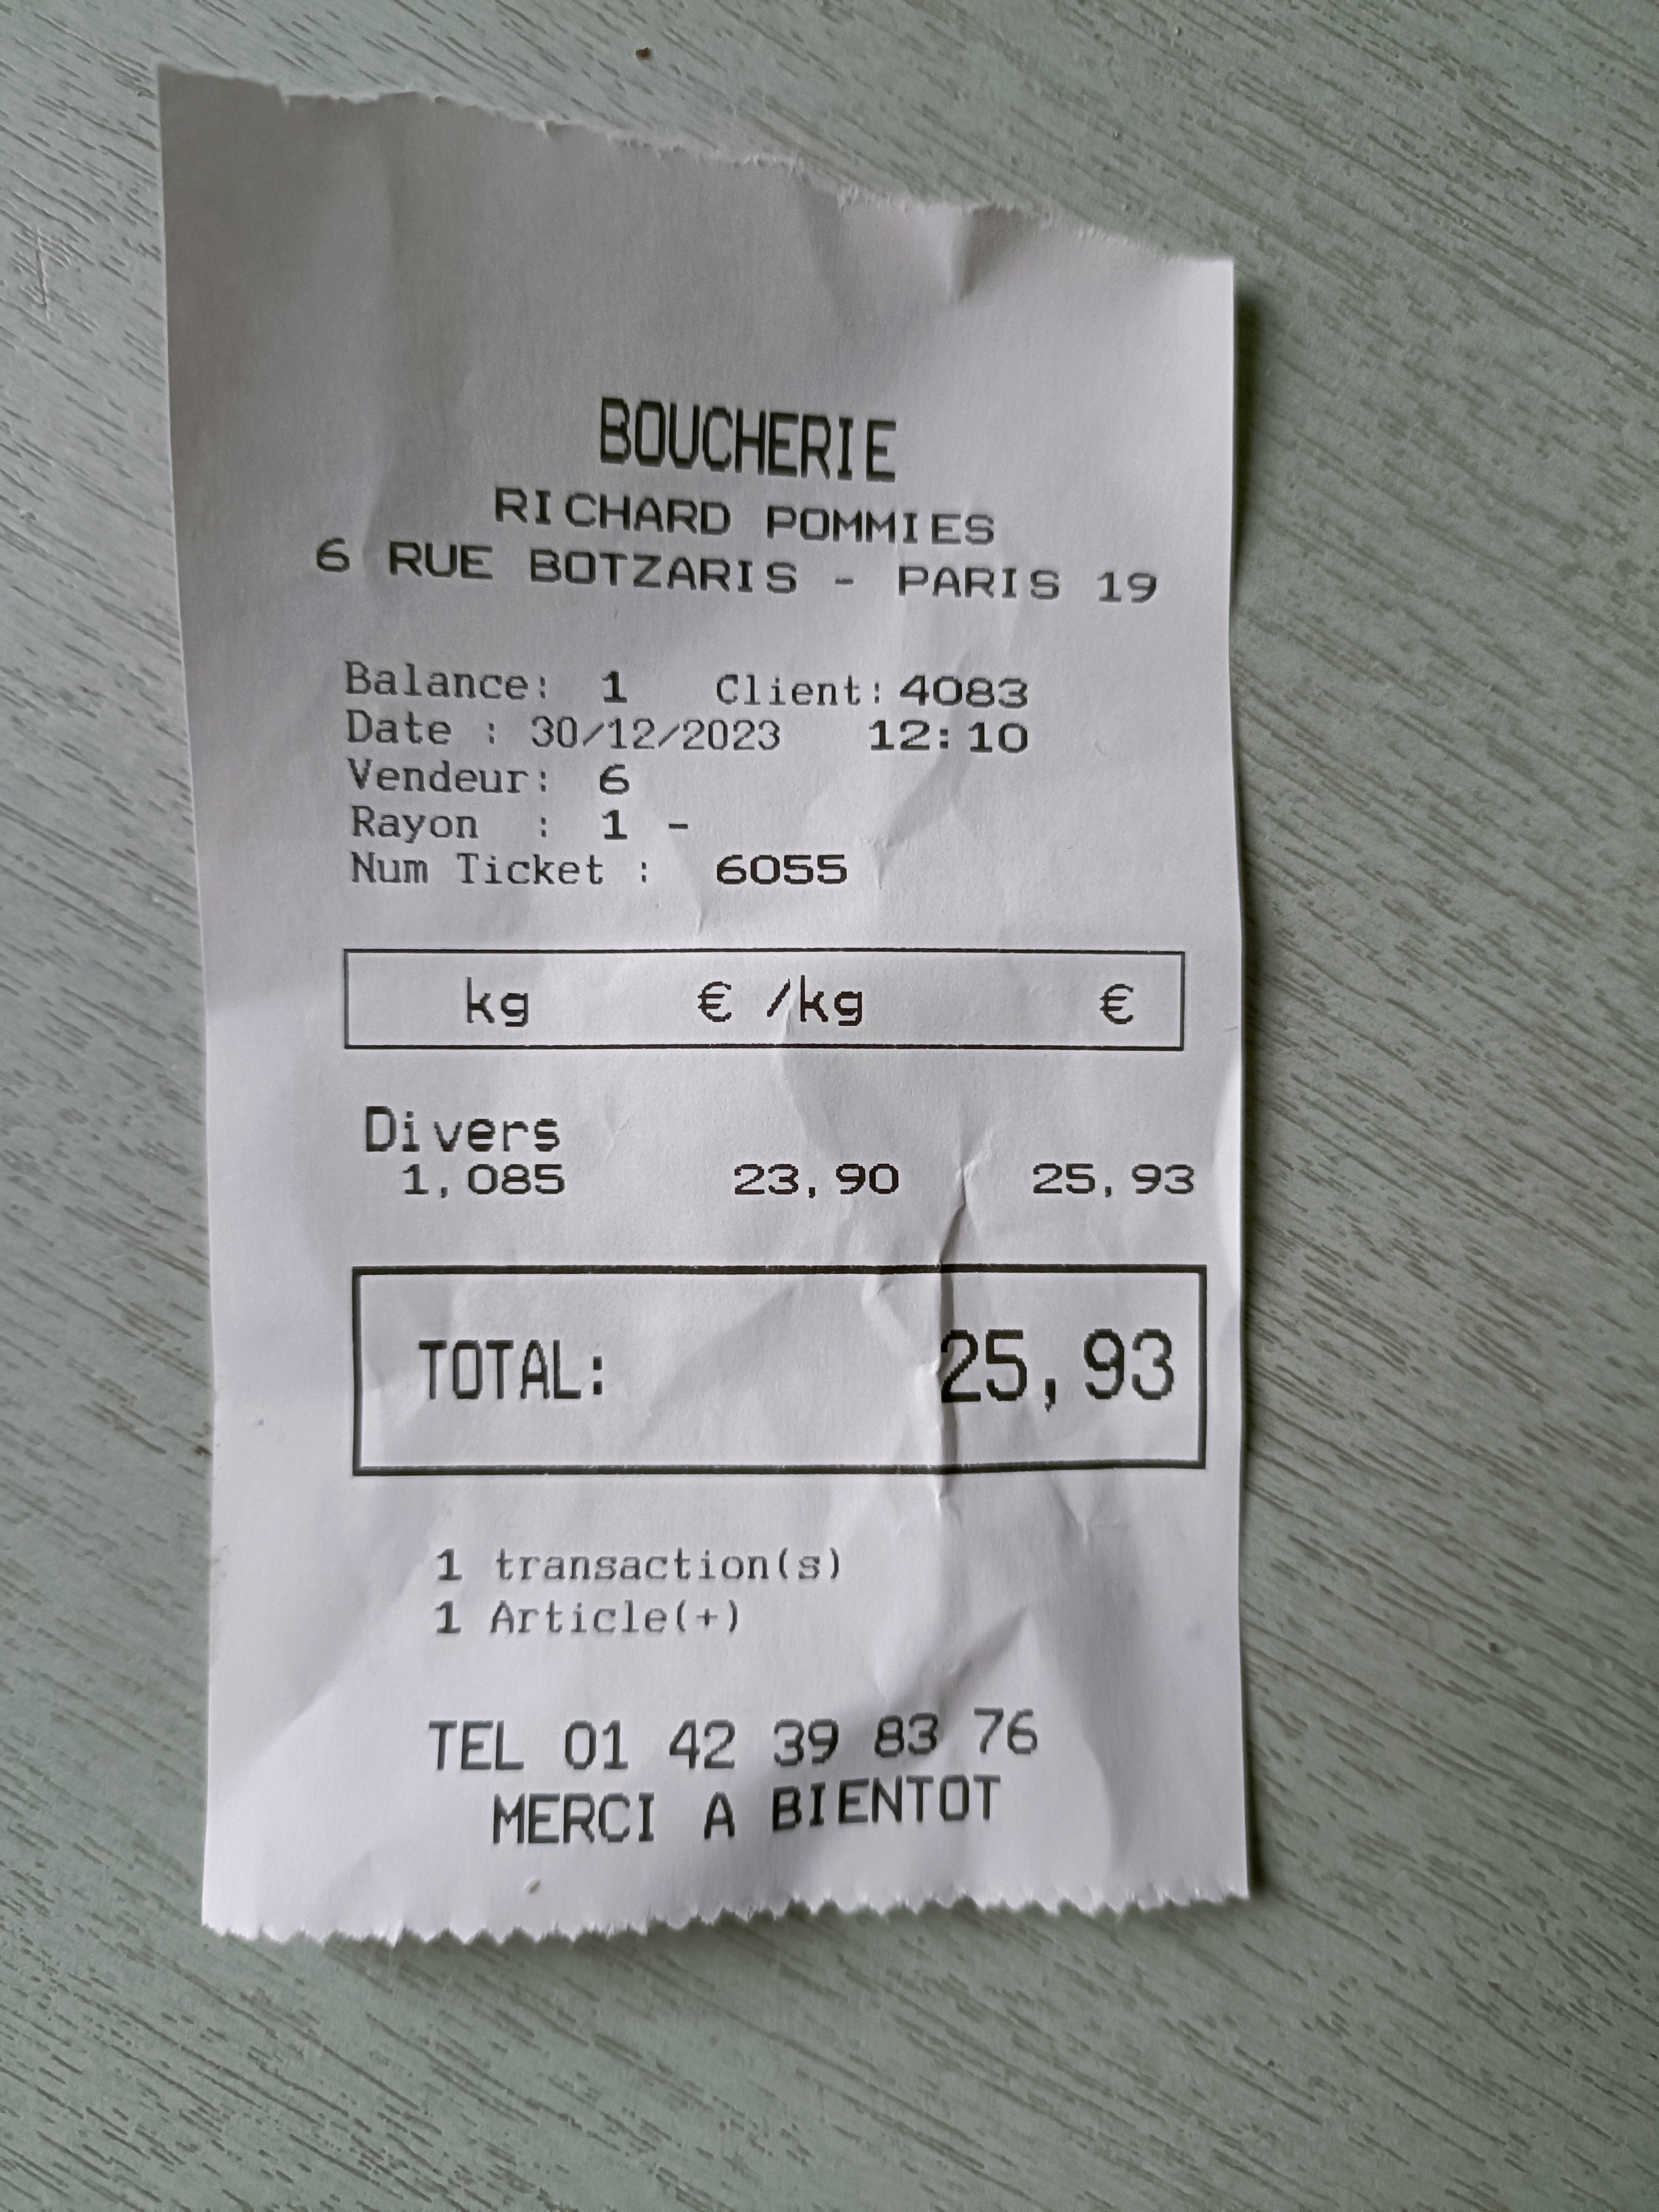 BOUCHERIE
RICHARD POMMIES
6 RUE BOTZARIS - PARIS 19
Balance: 1 Client: 4083
Date : 30/12/2023 12:10
Vendeur: 6
Rayon : 1 -
Num Ticket : 6055
kg € /kg €
Divers
1,085 23,90 25,93
TOTAL: 25,93
1 transaction(s)
1 Article(+)
TEL 01 42 39 83 76
MERCI A BIENTOT